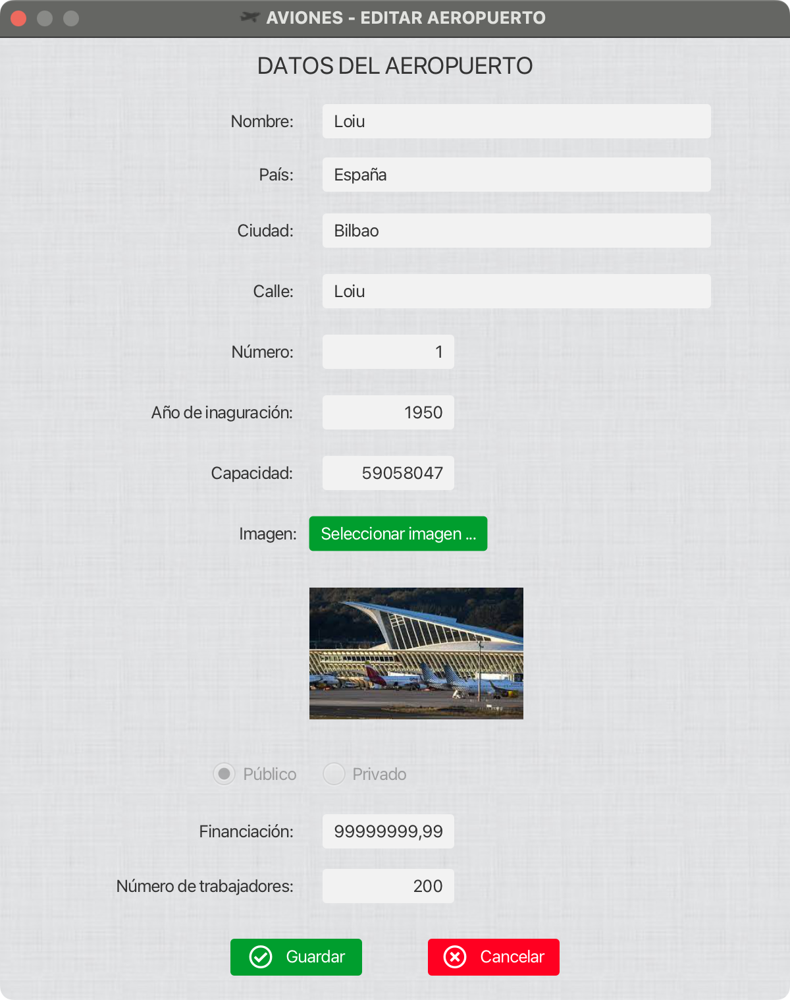 AVIONES - EDITAR AEROPUERTO
DATOS DEL AEROPUERTO
Nombre: Loiu
País: España
Ciudad: Bilbao
Calle: Loiu
Número: 1
Año de inaguración: 1950
Capacidad: 59058047
Imagen: Seleccionar imagen ...
Público Privado
Financiación: 99999999,99
Número de trabajadores: 200
Guardar Cancelar